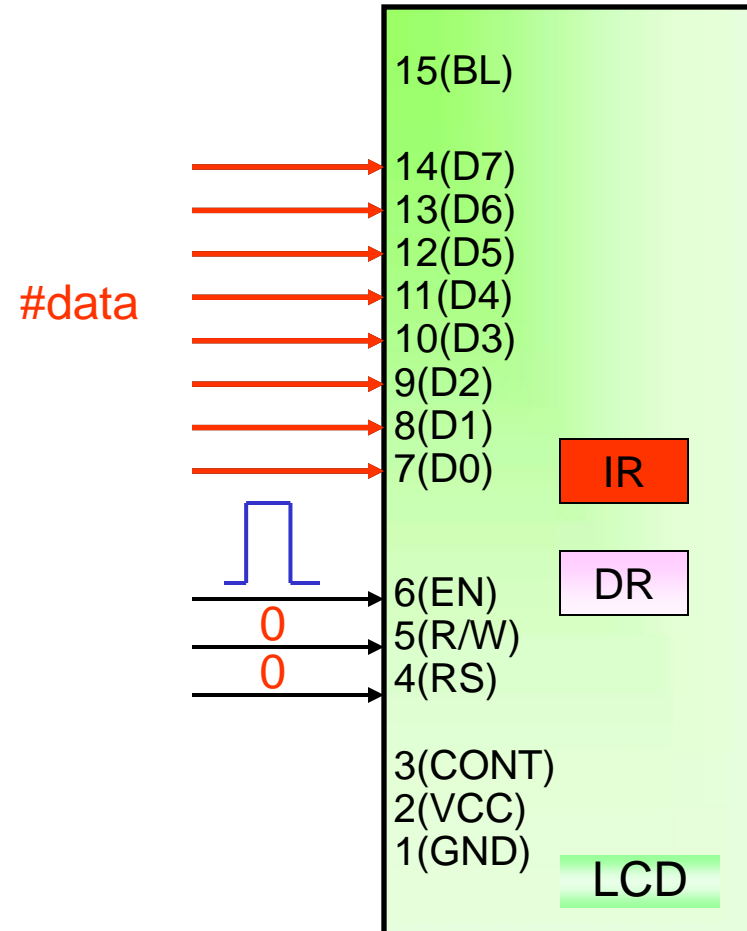 15(BL)
14(D7)
13(D6)
12(D5)
#data
11(D4)
10(D3)
9(D2)
8(D1)
7(D0)
IR
DR
6(EN)
0
5(R/W)
0
4(RS)
3(CONT)
2(VCC)
1(GND)
LCD